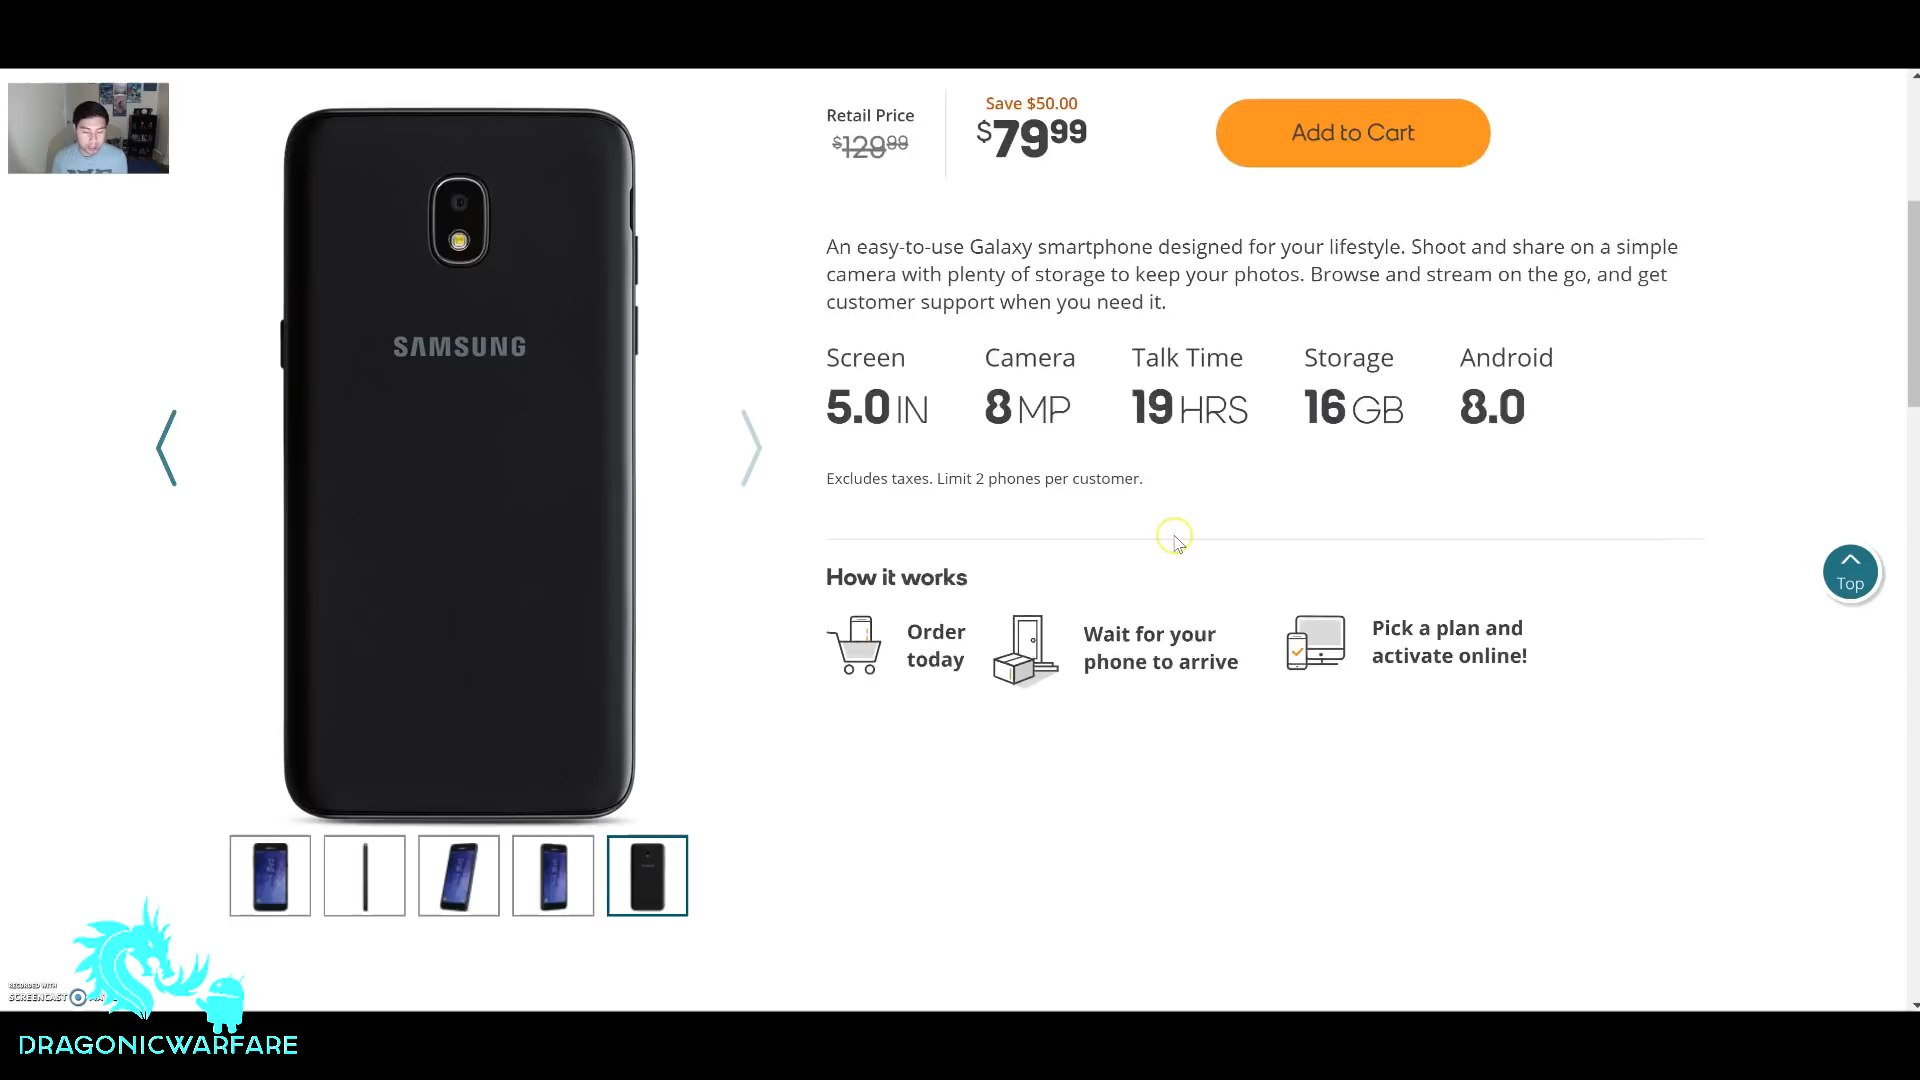 Retail Price
$129.99
Save $50.00
$79.99
Add to Cart
An easy-to-use Galaxy smartphone designed for your lifestyle. Shoot and share on a simple
camera with plenty of storage to keep your photos. Browse and stream on the go, and get
customer support when you need it.
SAMSUNG
Screen Camera Talk Time Storage Android
5.0 IN 8 MP 19 HRS 16 GB 8.0
Excludes taxes. Limit 2 phones per customer.
How it works
Order
today
Wait for your
phone to arrive
Pick a plan and
activate online!
Top
RECORDED WITH
SCREENCAST
DRAGONICWARFARE